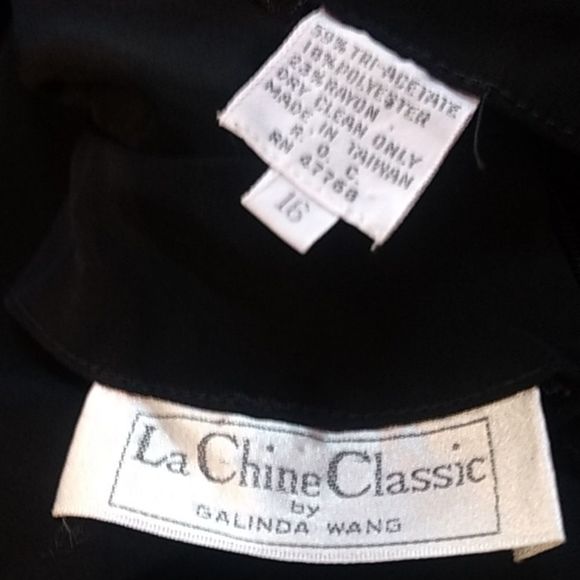 59% TRI-ACETATE
18% POLYESTER
23% RAYON
DRY CLEAN ONLY
MADE IN TAIWAN
R. O. C.
RN 67768
16
La Chine Classic
by
GALINDA WANG